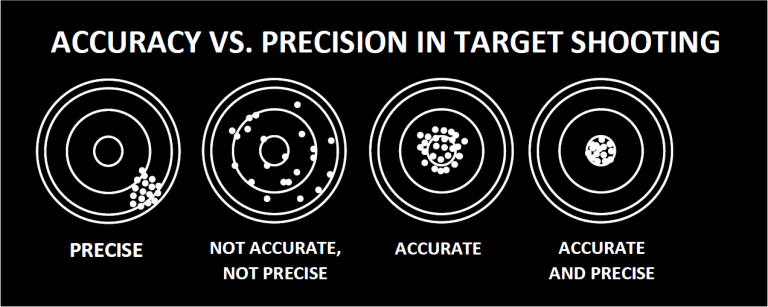 ACCURACY VS. PRECISION IN TARGET SHOOTING
PRECISE
NOT ACCURATE,
NOT PRECISE
ACCURATE
ACCURATE
AND PRECISE